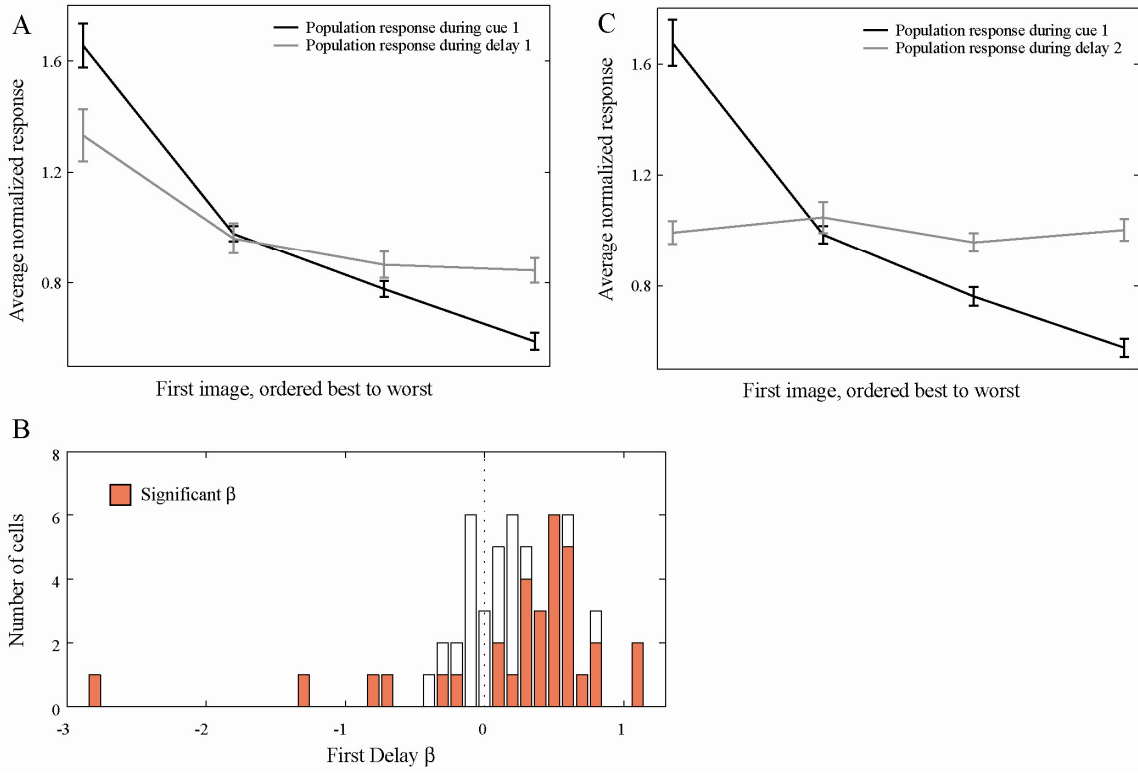 A
Population response during cue 1
Population response during delay 1
1.6
1.2
0.8
Average normalized response
First image, ordered best to worst
C
Population response during cue 1
Population response during delay 2
1.6
1.2
0.8
Average normalized response
First image, ordered best to worst
B
Significant β
8
6
4
2
0
Number of cells
-3 -2 -1 0 1
First Delay β